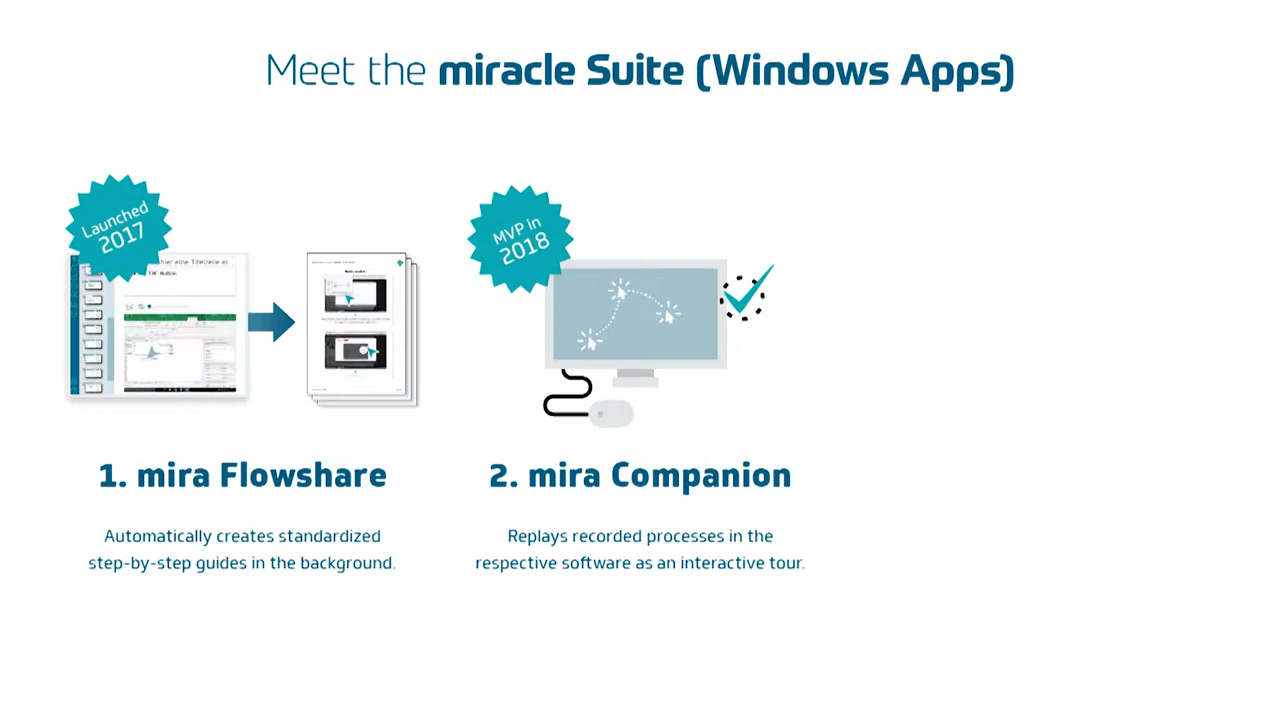 Meet the miracle Suite (Windows Apps)
Launched
2017
MVP in
2018
1. mira Flowshare
Automatically creates standardized
step-by-step guides in the background.
2. mira Companion
Replays recorded processes in the
respective software as an interactive tour.